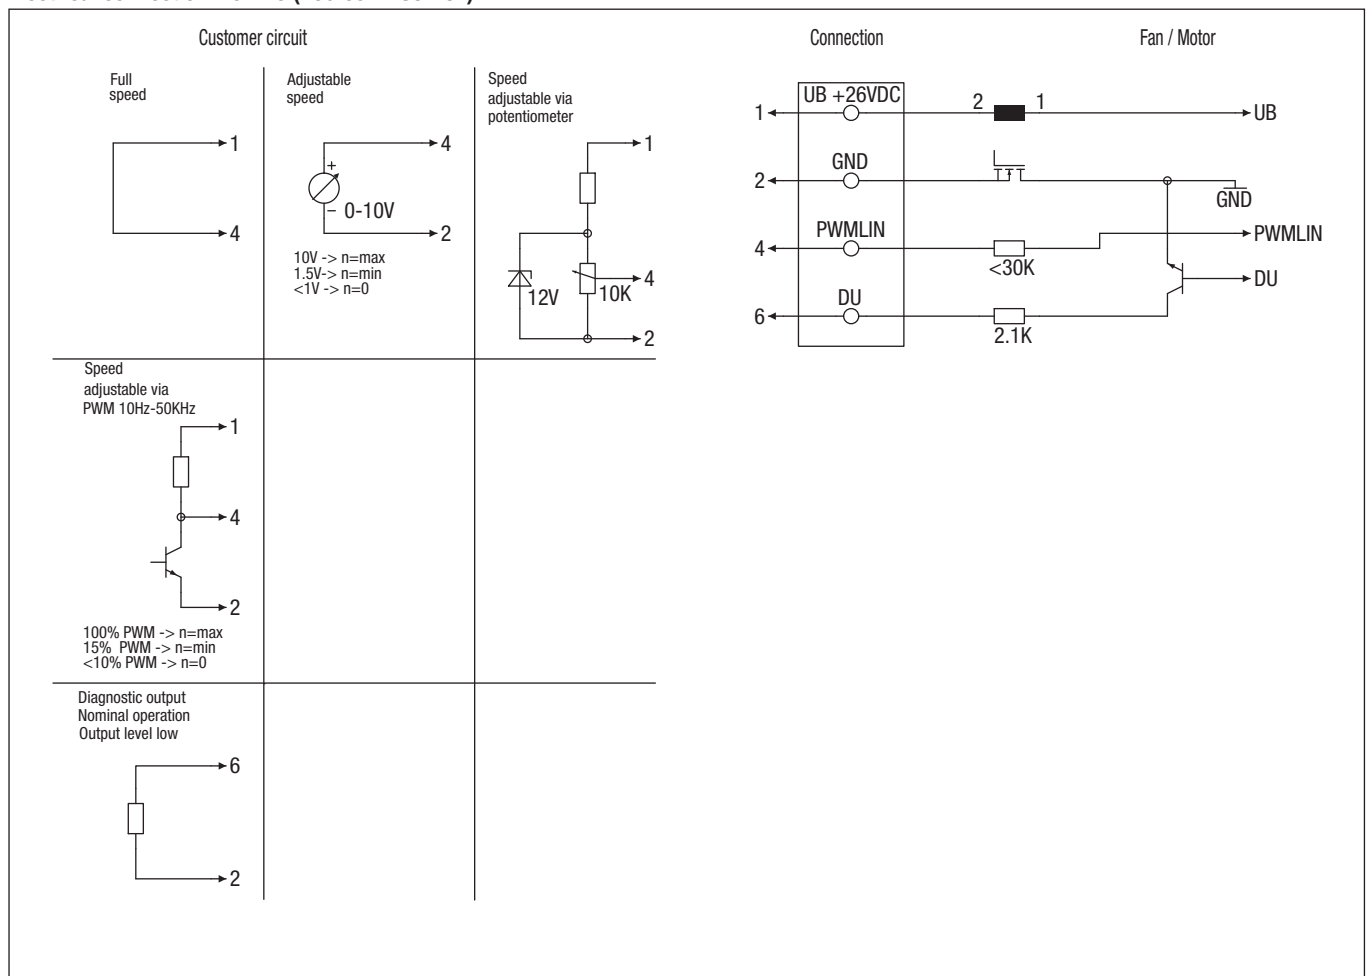 Customer circuit
Connection
Fan / Motor
Full
speed
1
4
Adjustable
speed
4
+
–
0-10V
2
10V -> n=max
1.5V-> n=min
<1V -> n=0
Speed
adjustable via
potentiometer
1
12V
10K
4
2
UB +26VDC
1
2
1
UB
GND
2
GND
PWMLIN
4
<30K
PWMLIN
DU
DU
6
2.1K
Speed
adjustable via
PWM 10Hz-50KHz
1
4
2
100% PWM -> n=max
15% PWM -> n=min
<10% PWM -> n=0
Diagnostic output
Nominal operation
Output level low
6
2